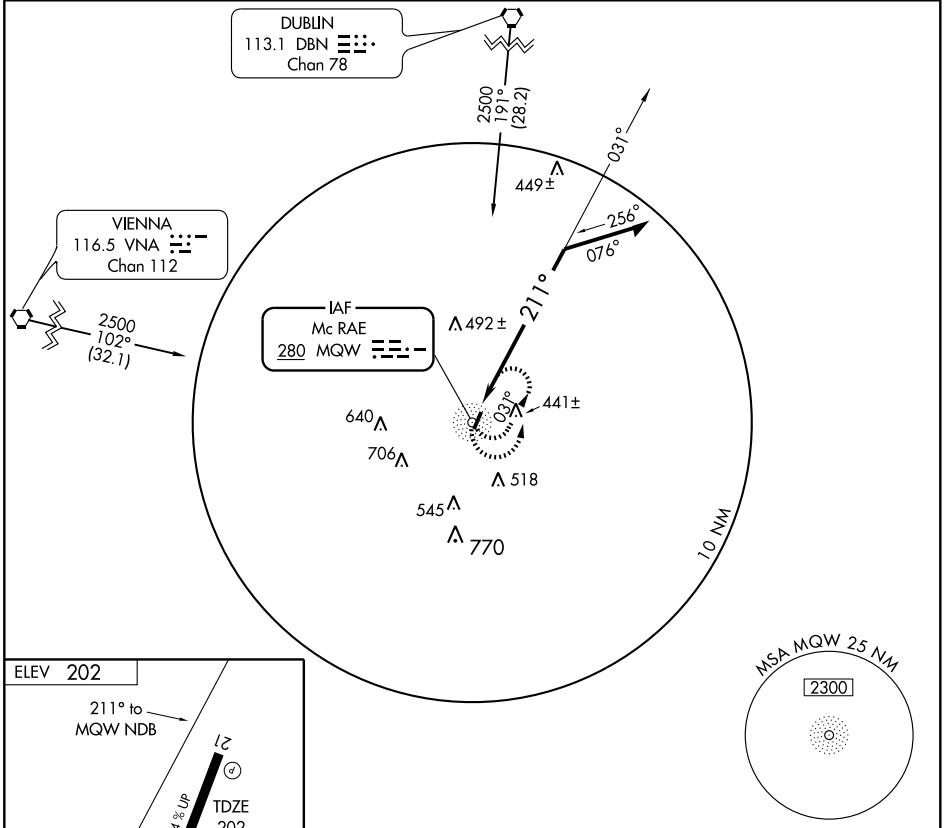 DUBLIN
113.1 DBN
Chan 78
2500
191°
(28.2)
031°
449±
256°
076°
VIENNA
116.5 VNA
Chan 112
2500
102°
(32.1)
211°
IAF
Mc RAE
280 MQW
492±
031°
441±
640
706
518
545
770
10 NM
MSA MQW 25 NM
2300
ELEV 202
211° to
MQW NDB
21
P
TDZE
202
% UP